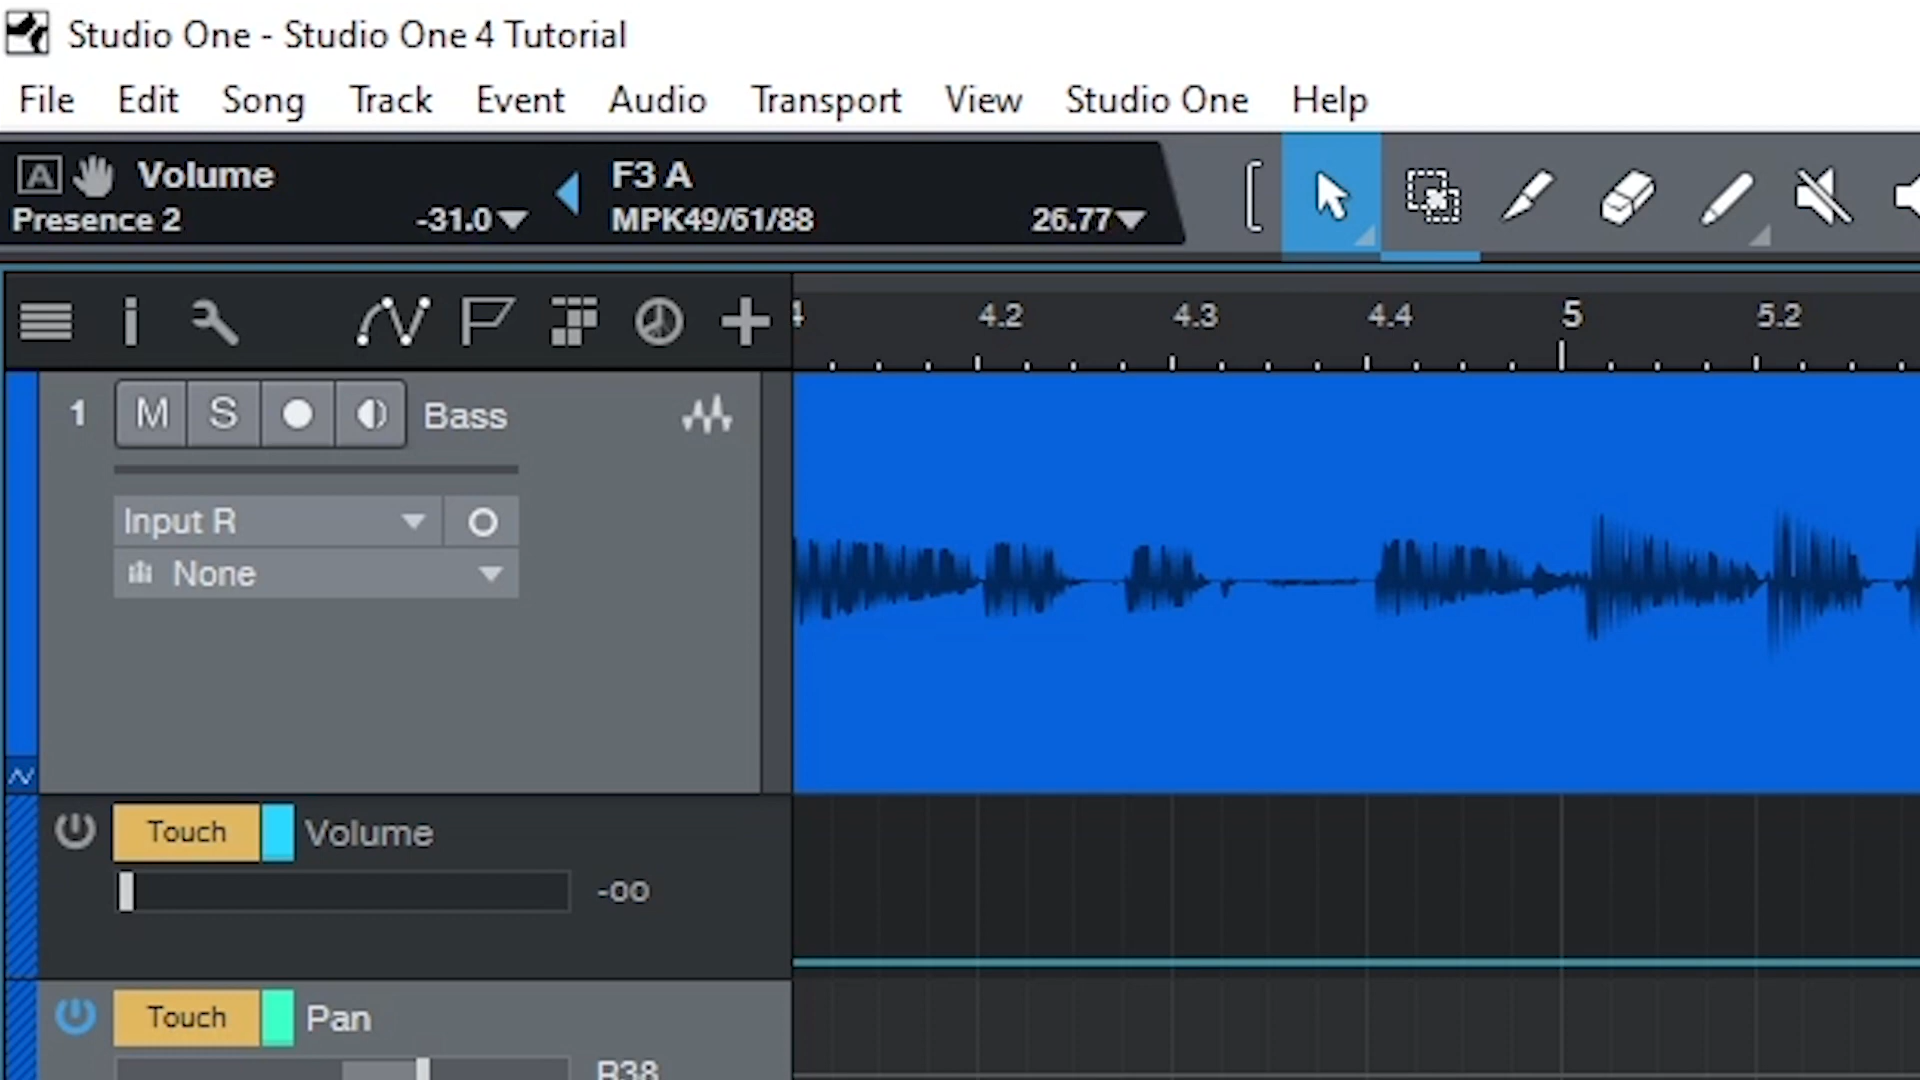 Studio One - Studio One 4 Tutorial
File Edit Song Track Event Audio Transport View Studio One Help
A Volume F3 A
Presence 2 -31.0 MPK49/61/88 26.77
4 4.2 4.3 4.4 5 5.2
1 M S Bass
Input R
None
Touch Volume
-oo
Touch Pan
R38